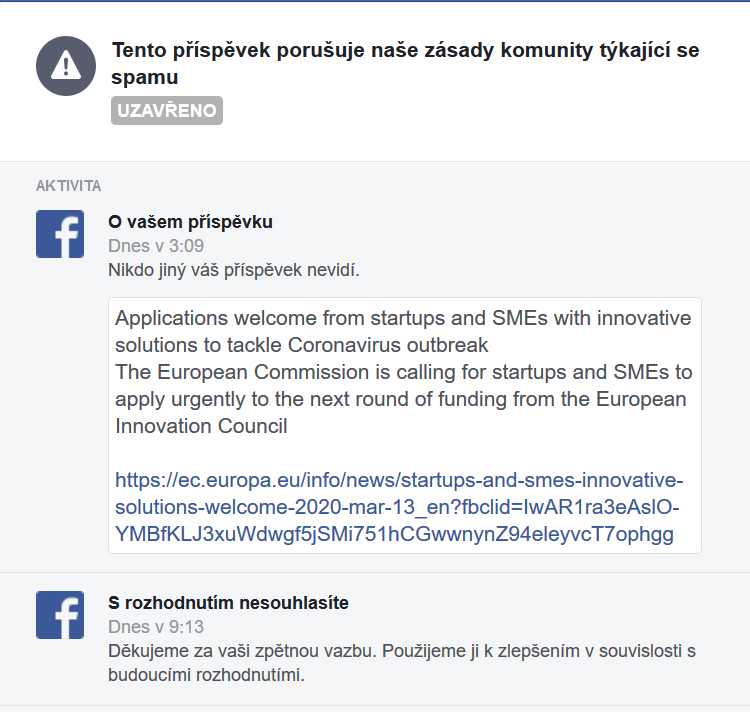 Tento příspěvek porušuje naše zásady komunity týkající se
spamu
UZAVŘENO
AKTIVITA
O vašem příspěvku
Dnes v 3:09
Nikdo jiný váš příspěvek nevidí.
Applications welcome from startups and SMEs with innovative
solutions to tackle Coronavirus outbreak
The European Commission is calling for startups and SMEs to
apply urgently to the next round of funding from the European
Innovation Council
https://ec.europa.eu/info/news/startups-and-smes-innovative-
solutions-welcome-2020-mar-13_en?fbclid=IwAR1ra3eAslO-
YMBfKLJ3xuWdwgf5jSMi751hCGwwnynZ94eleyvcT7ophgg
S rozhodnutím nesouhlasíte
Dnes v 9:13
Děkujeme za vaši zpětnou vazbu. Použijeme ji k zlepšením v souvislosti s
budoucími rozhodnutími.